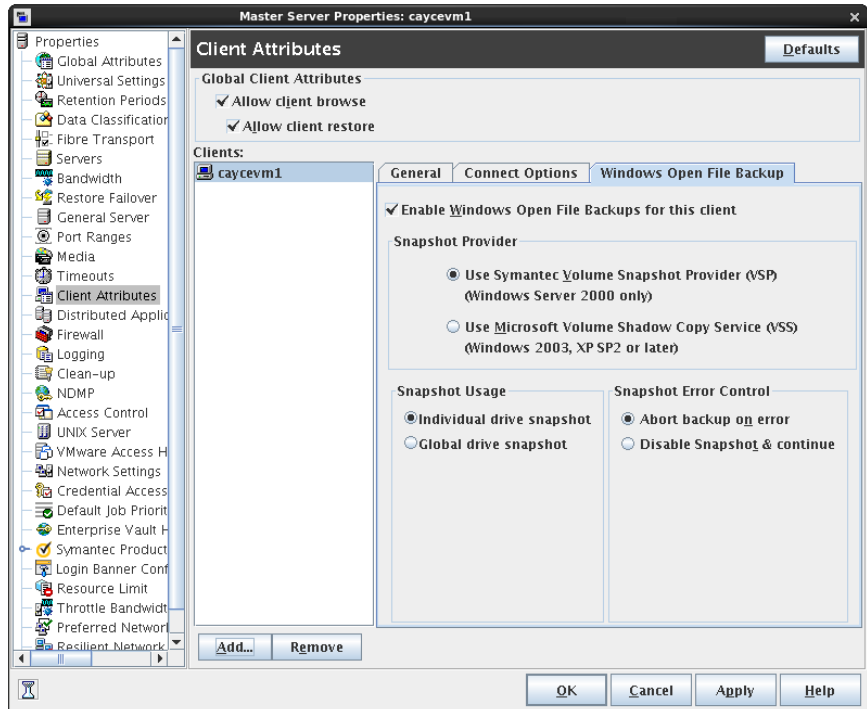 Master Server Properties: caycevm1
Properties
Global Attributes
Universal Settings
Retention Periods
Data Classification
Fibre Transport
Servers
Bandwidth
Restore Failover
General Server
Port Ranges
Media
Timeouts
Client Attributes
Distributed Applic
Firewall
Logging
Clean-up
NDMP
Access Control
UNIX Server
VMware Access H
Network Settings
Credential Access
Default Job Priorit
Enterprise Vault H
Symantec Product
Login Banner Conf
Resource Limit
Throttle Bandwidt
Preferred Networl
Resilient Network
Client Attributes
Defaults
Global Client Attributes
Allow client browse
Allow client restore
Clients:
caycevm1
General
Connect Options
Windows Open File Backup
Enable Windows Open File Backups for this client
Snapshot Provider
Use Symantec Volume Snapshot Provider (VSP)
(Windows Server 2000 only)
Use Microsoft Volume Shadow Copy Service (VSS)
(Windows 2003, XP SP2 or later)
Snapshot Usage
Individual drive snapshot
Global drive snapshot
Snapshot Error Control
Abort backup on error
Disable Snapshot & continue
Add...
Remove
OK
Cancel
Apply
Help